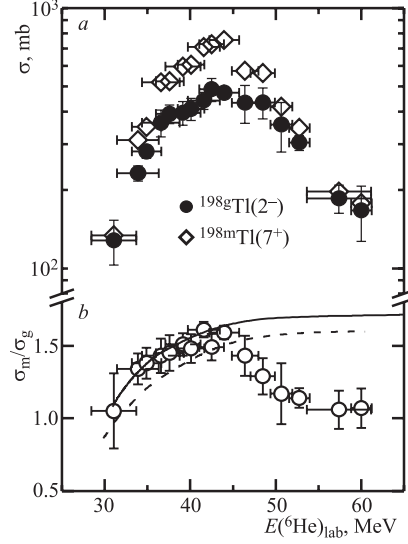 10³
a
σ, mb
¹⁹⁸ᵍTl(2⁻)
¹⁹⁸ᵐTl(7⁺)
10²
b
σₘ/σg
1.5
1.0
0.5
30 40 50 60
E(⁶He)lab, MeV